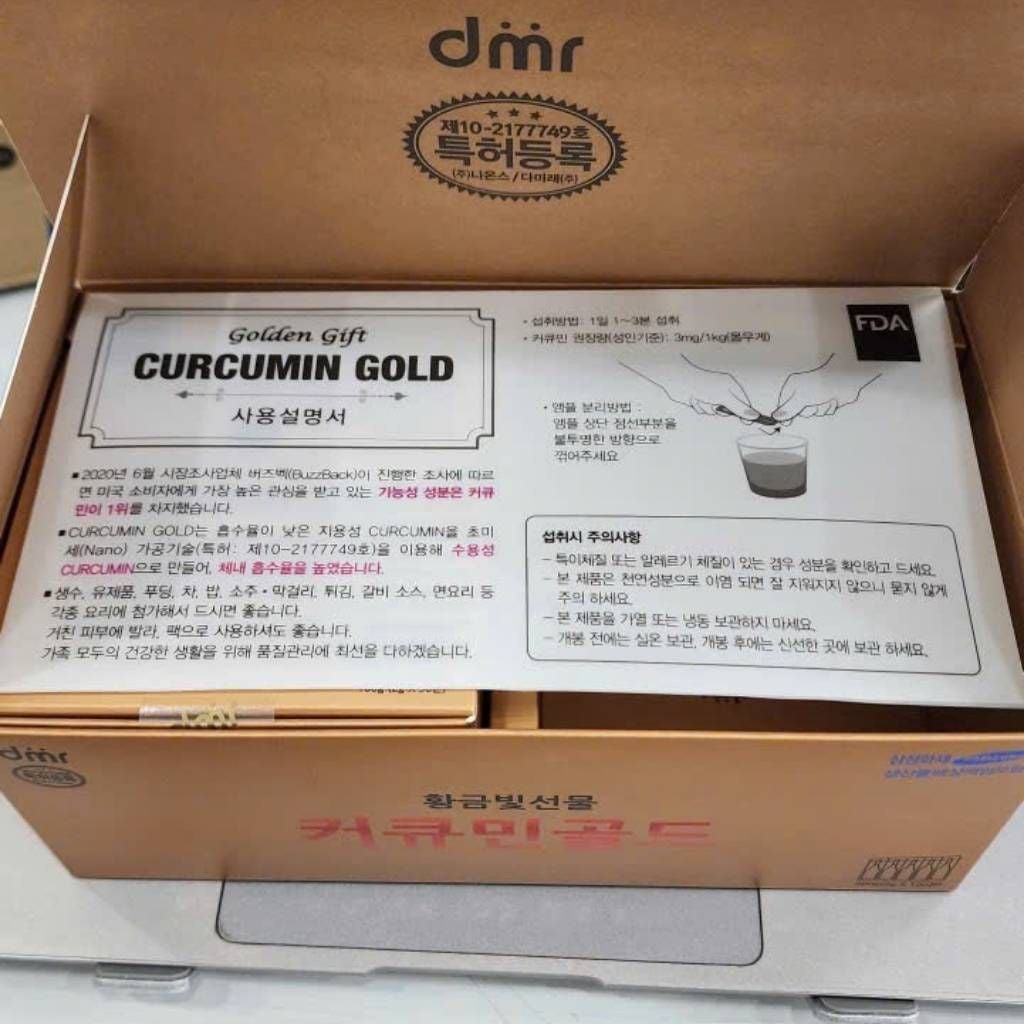 dmr
제10-2177749호
특허등록
(주)나온스 / 다미래(주)
Golden Gift
CURCUMIN GOLD
사용설명서
■ 2020년 6월 시장조사업체 버즈벡(BuzzBack)이 진행한 조사에 따르
면 미국 소비자에게 가장 높은 관심을 받고 있는 기능성 성분은 커큐
민이 1위를 차지했습니다.
■ CURCUMIN GOLD는 흡수율이 낮은 지용성 CURCUMIN을 초미
세(Nano) 가공기술(특허: 제10-2177749호)을 이용해 수용성
CURCUMIN으로 만들어, 체내 흡수율을 높였습니다.
■ 생수, 유제품, 푸딩, 차, 밥, 소주·막걸리, 튀김, 갈비 소스, 면요리 등
각종 요리에 첨가해서 드시면 좋습니다.
거친 피부에 발라, 팩으로 사용하셔도 좋습니다.
가족 모두의 건강한 생활을 위해 품질관리에 최선을 다하겠습니다.
• 섭취방법: 1일 1~3본 섭취
• 커큐민 권장량(성인기준): 3mg/1kg(몸무게)
FDA
• 앰플 분리방법 :
앰플 상단 점선부분을
불투명한 방향으로
꺾어주세요
섭취시 주의사항
- 특이체질 또는 알레르기 체질이 있는 경우 성분을 확인하고 드세요.
- 본 제품은 천연성분으로 이염 되면 잘 지워지지 않으니 묻지 않게
주의 하세요.
- 본 제품을 가열 또는 냉동 보관하지 마세요.
- 개봉 전에는 실온 보관, 개봉 후에는 신선한 곳에 보관 하세요.
dmr
특허등록
황금빛선물
커큐민골드
삼성화재